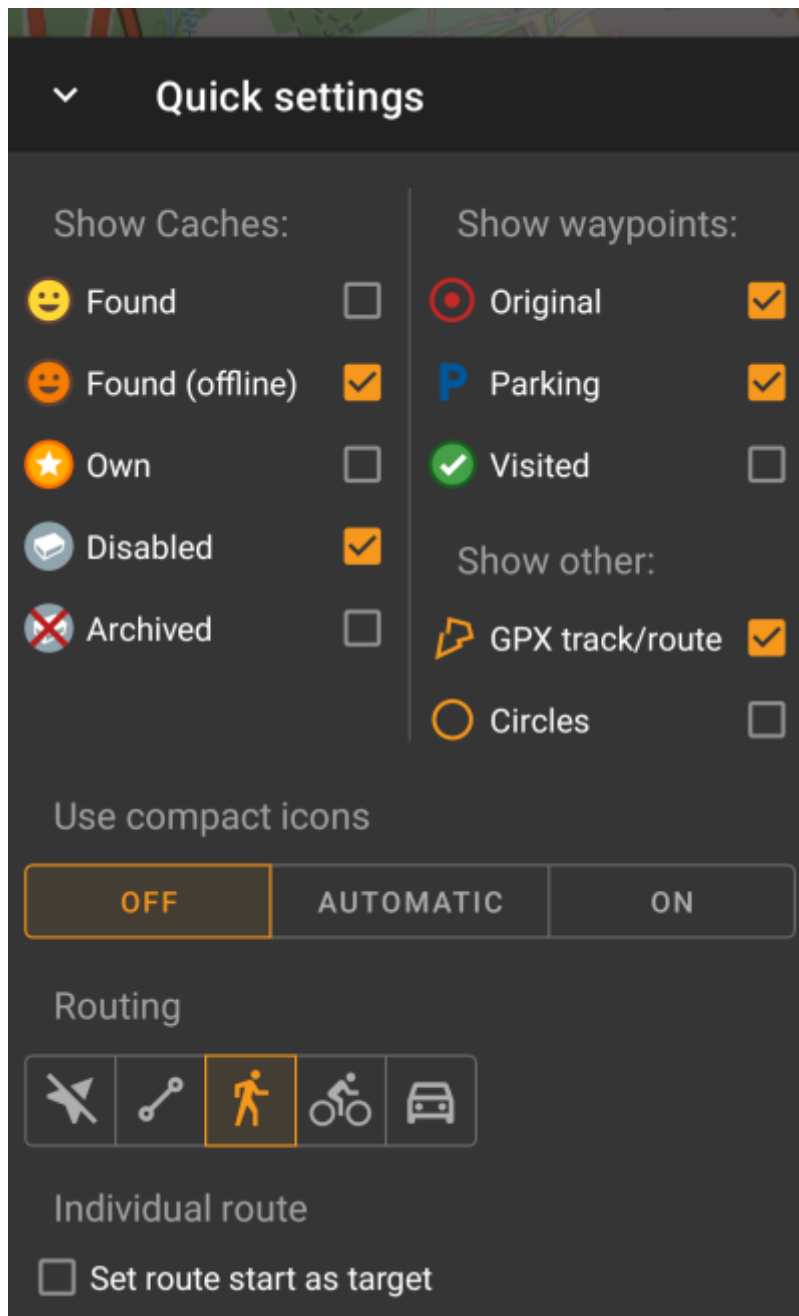 Quick settings
Show Caches:
Found
Found (offline)
Own
Disabled
Archived
Show waypoints:
Original
P Parking
Visited
Show other:
GPX track/route
Circles
Use compact icons
OFF AUTOMATIC ON
Routing
Individual route
Set route start as target